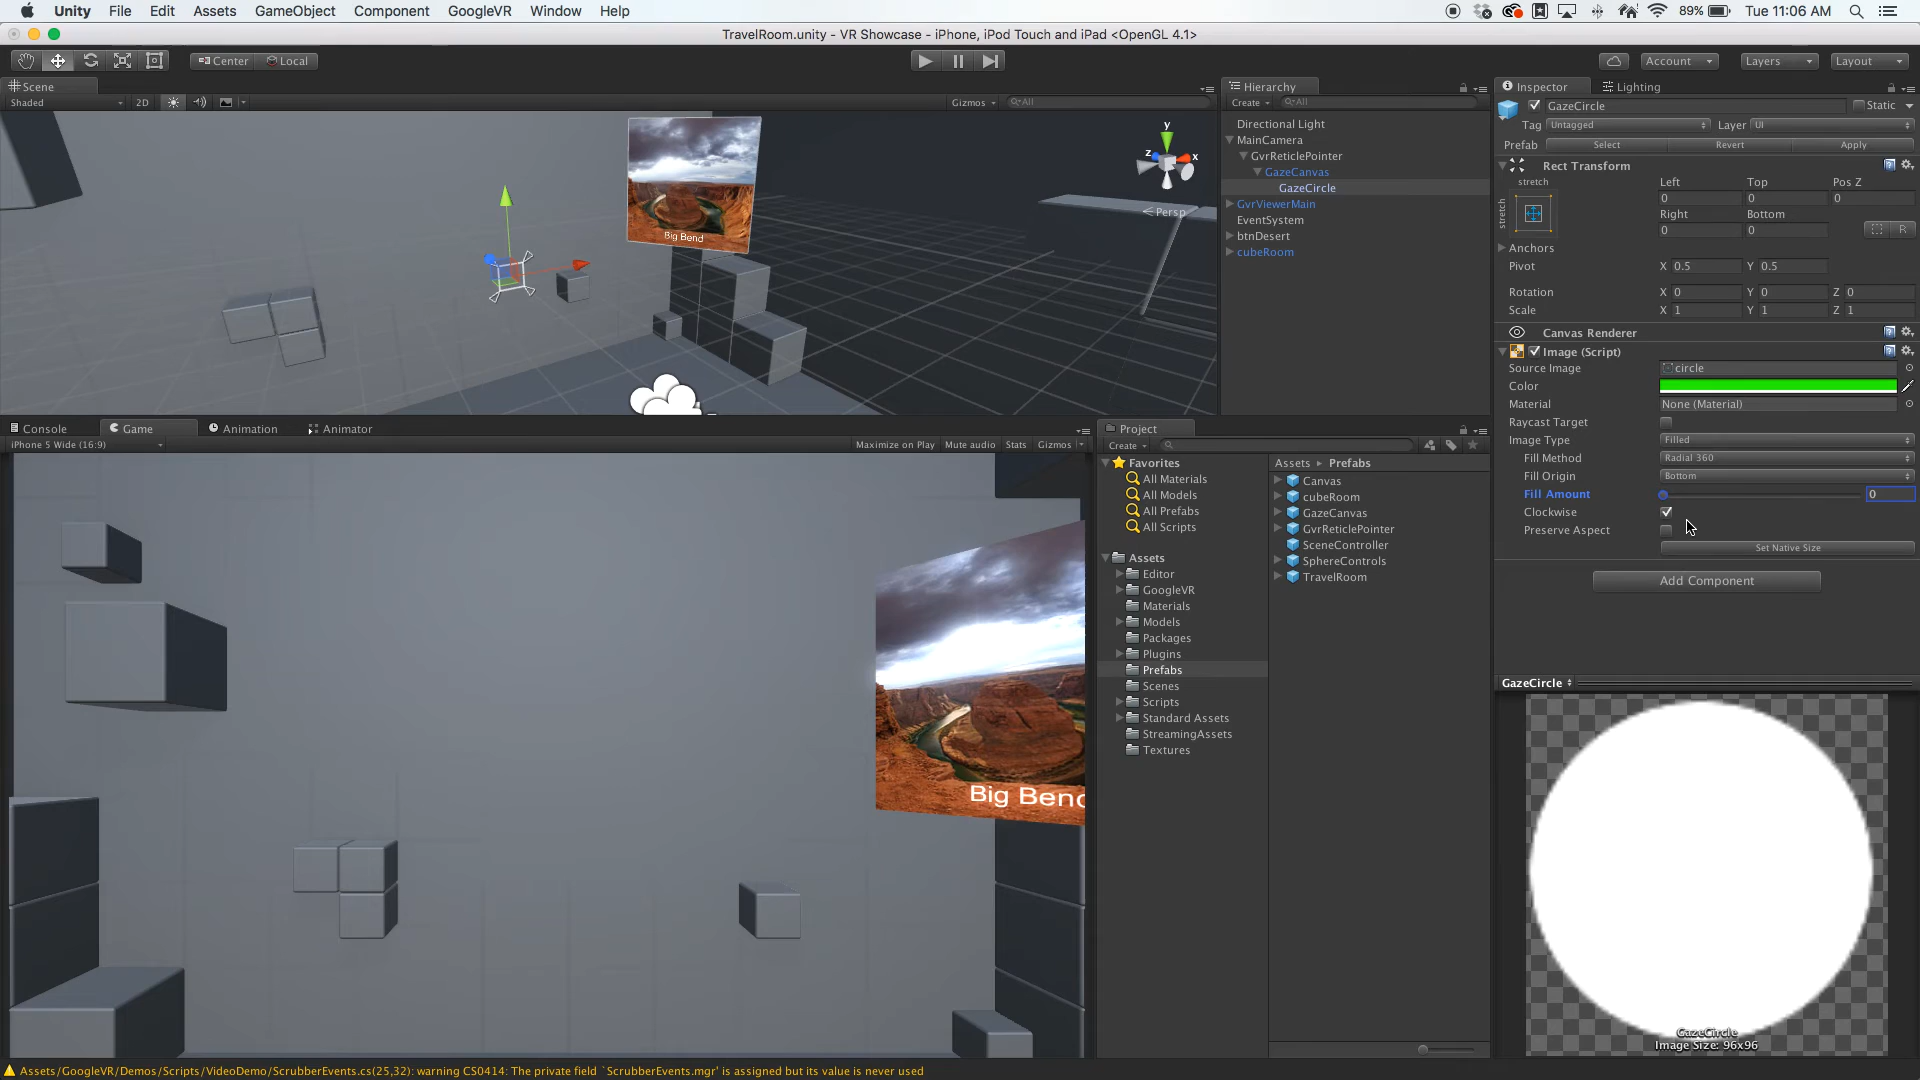 Unity File Edit Assets GameObject Component GoogleVR Window Help 89% Tue 11:06 AM
TravelRoom.unity - VR Showcase - iPhone, iPod Touch and iPad <OpenGL 4.1>
Center Local Account Layers Layout
Scene
Shaded 2D Gizmos All
y
z x
Persp
Big Bend
Hierarchy
Create All
Directional Light
MainCamera
GvrReticlePointer
GazeCanvas
GazeCircle
GvrViewerMain
EventSystem
btnDesert
cubeRoom
Inspector Lighting
GazeCircle Static
Tag Untagged Layer UI
Prefab Select Revert Apply
Rect Transform
stretch Left Top Pos Z
stretch 0 0 0
Right Bottom
0 0 R
Anchors
Pivot X 0.5 Y 0.5
Rotation X 0 Y 0 Z 0
Scale X 1 Y 1 Z 1
Canvas Renderer
Image (Script)
Source Image circle
Color
Material None (Material)
Raycast Target
Image Type Filled
Fill Method Radial 360
Fill Origin Bottom
Fill Amount 0
Clockwise
Preserve Aspect
Set Native Size
Add Component
GazeCircle
GazeCircle
Image Size: 96x96
Console Game Animation Animator
iPhone 5 Wide (16:9) Maximize on Play Mute audio Stats Gizmos
Big Bend
Project
Create
Favorites
All Materials
All Models
All Prefabs
All Scripts
Assets
Editor
GoogleVR
Materials
Models
Packages
Plugins
Prefabs
Scenes
Scripts
Standard Assets
StreamingAssets
Textures
Assets Prefabs
Canvas
cubeRoom
GazeCanvas
GvrReticlePointer
SceneController
SphereControls
TravelRoom
Assets/GoogleVR/Demos/Scripts/VideoDemo/ScrubberEvents.cs(25,32): warning CS0414: The private field `ScrubberEvents.mgr' is assigned but its value is never used